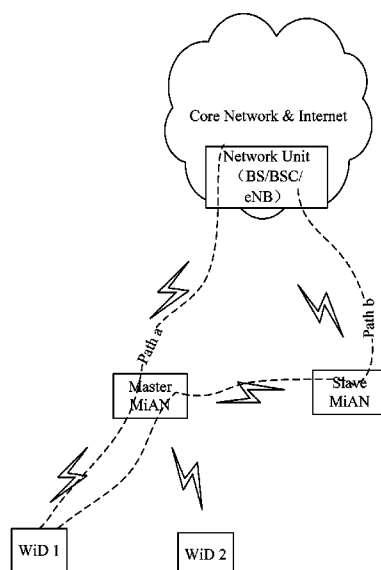 Core Network & Internet
Network Unit
（BS/BSC/
eNB）
Path a
Path b
Master
MiAN
Slave
MiAN
WiD 1
WiD 2